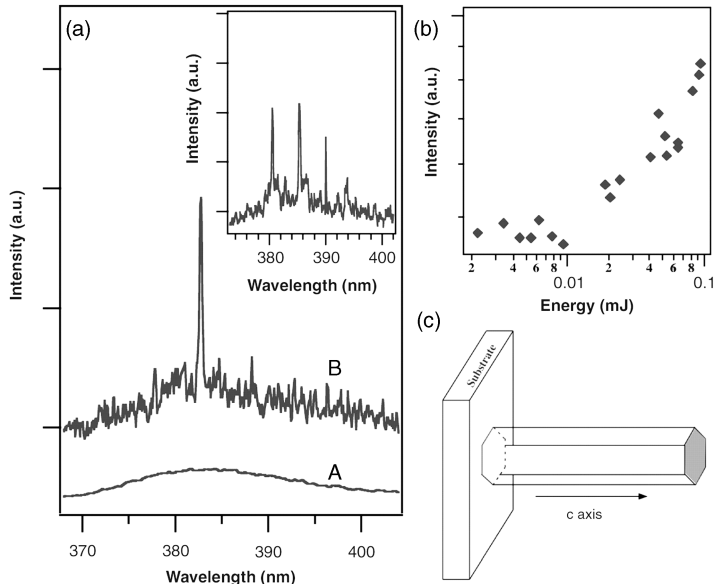 (a)
Intensity (a.u.)
B
A
370 380 390 400
Wavelength (nm)
Intensity (a.u.)
380 390 400
Wavelength (nm)
(b)
Intensity (a.u.)
2 4 6 8 0.01 2 4 6 8 0.1
Energy (mJ)
(c)
Substrate
c axis